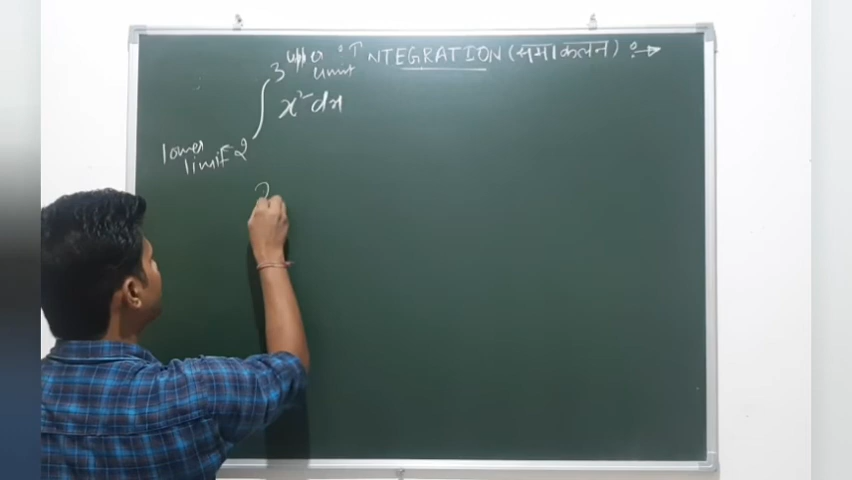 :→ INTEGRATION (समाकलन) :→
3 upper limit
∫ x² dx
lower limit ← 2
2